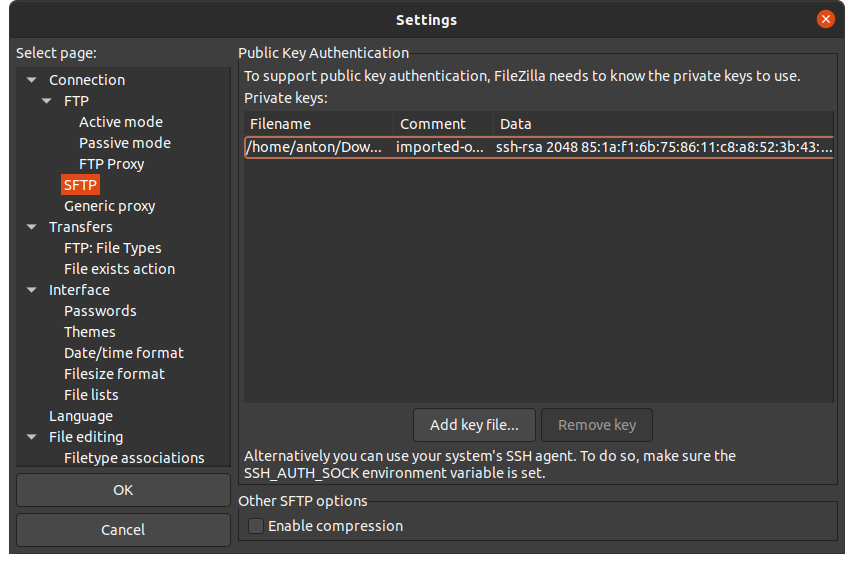 Settings
Select page:
Connection
FTP
Active mode
Passive mode
FTP Proxy
SFTP
Generic proxy
Transfers
FTP: File Types
File exists action
Interface
Passwords
Themes
Date/time format
Filesize format
File lists
Language
File editing
Filetype associations
OK
Cancel
Public Key Authentication
To support public key authentication, FileZilla needs to know the private keys to use.
Private keys:
Filename Comment Data
/home/anton/Dow... imported-o... ssh-rsa 2048 85:1a:f1:6b:75:86:11:c8:a8:52:3b:43:...
Add key file... Remove key
Alternatively you can use your system's SSH agent. To do so, make sure the
SSH_AUTH_SOCK environment variable is set.
Other SFTP options
Enable compression